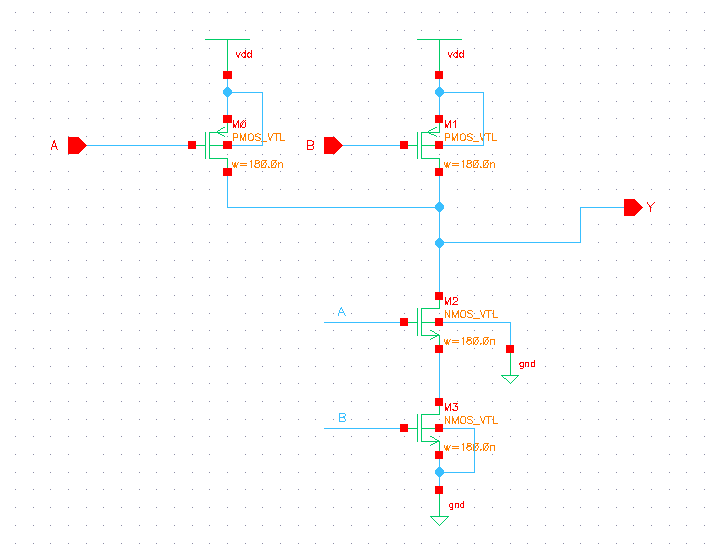 vdd
vdd
M0
PMOS_VTL
w=180.0n
M1
PMOS_VTL
w=180.0n
A
B
Y
A
M2
NMOS_VTL
w=180.0n
gnd
B
M3
NMOS_VTL
w=180.0n
gnd